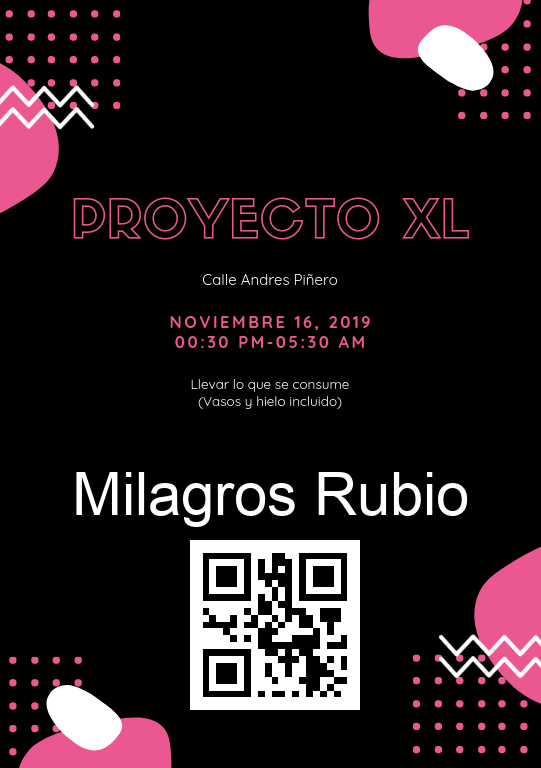 PROYECTO XL
Calle Andres Piñero
NOVIEMBRE 16, 2019
00:30 PM-05:30 AM
Llevar lo que se consume
(Vasos y hielo incluido)
Milagros Rubio